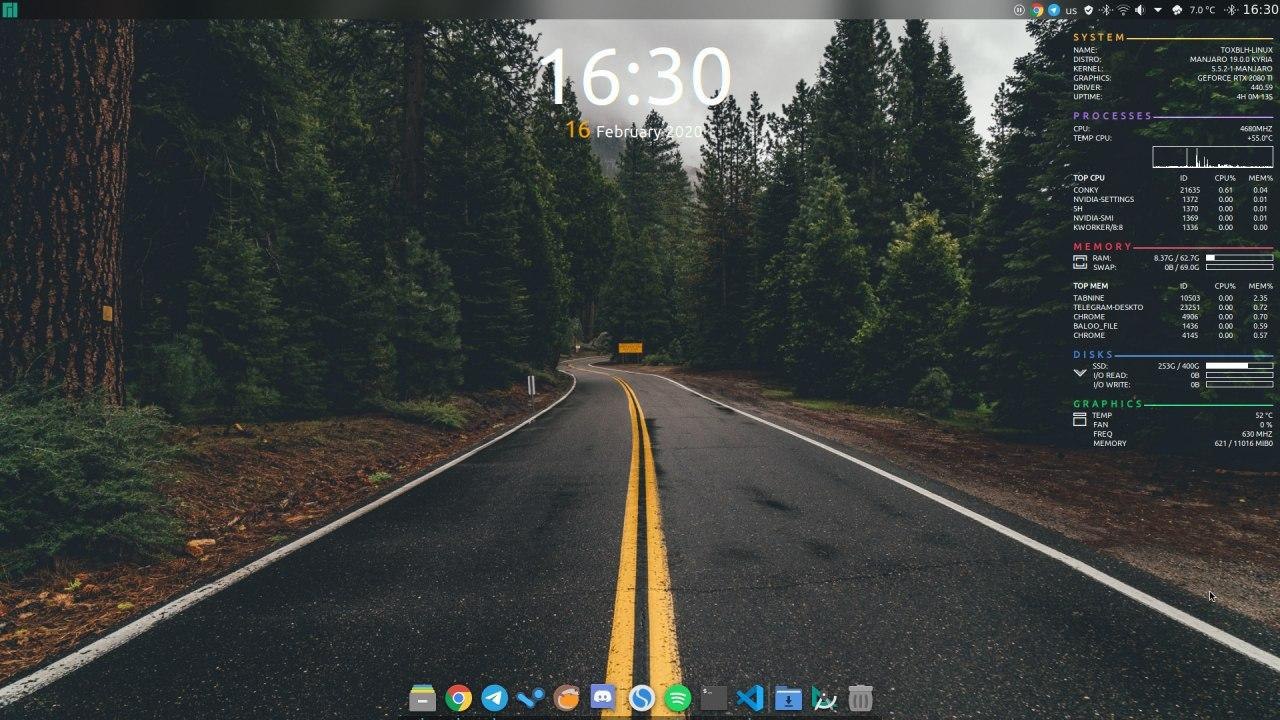 us 7.0 °C 16:30
16:30
16 February 2020
SYSTEM
NAME: TOXBLH-LINUX
DISTRO: MANJARO 19.0.0 KYRIA
KERNEL: 5.5.2-1-MANJARO
GRAPHICS: GEFORCE RTX 2080 TI
DRIVER: 440.59
UPTIME: 4H 0M 13S
PROCESSES
CPU: 4680MHZ
TEMP CPU: +55.0°C
TOP CPU ID CPU% MEM%
CONKY 21635 0.61 0.04
NVIDIA-SETTINGS 1372 0.00 0.01
SH 1370 0.00 0.01
NVIDIA-SMI 1369 0.00 0.01
KWORKER/8:8 1336 0.00 0.00
MEMORY
RAM: 8.37G / 62.7G
SWAP: 0B / 69.0G
TOP MEM ID CPU% MEM%
TABNINE 10503 0.00 2.35
TELEGRAM-DESKTO 23251 0.00 0.72
CHROME 4906 0.00 0.70
BALOO_FILE 1436 0.00 0.59
CHROME 4145 0.00 0.57
DISKS
SSD: 253G / 400G
I/O READ: 0B
I/O WRITE: 0B
GRAPHICS
TEMP 52 °C
FAN 0 %
FREQ 630 MHZ
MEMORY 621 / 11016 MIB0